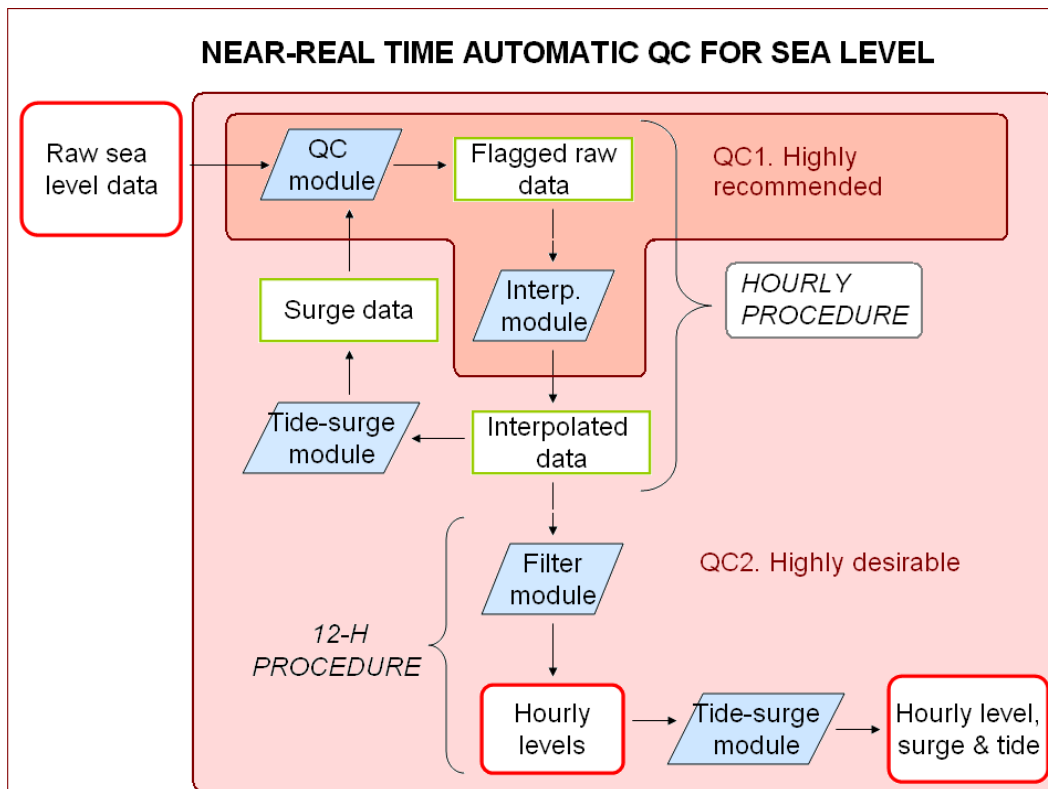 NEAR-REAL TIME AUTOMATIC QC FOR SEA LEVEL
Raw sea
level data
QC
module
Flagged raw
data
QC1. Highly
recommended
Surge data
Interp.
module
HOURLY
PROCEDURE
Tide-surge
module
Interpolated
data
Filter
module
QC2. Highly desirable
12-H
PROCEDURE
Hourly
levels
Tide-surge
module
Hourly level,
surge & tide